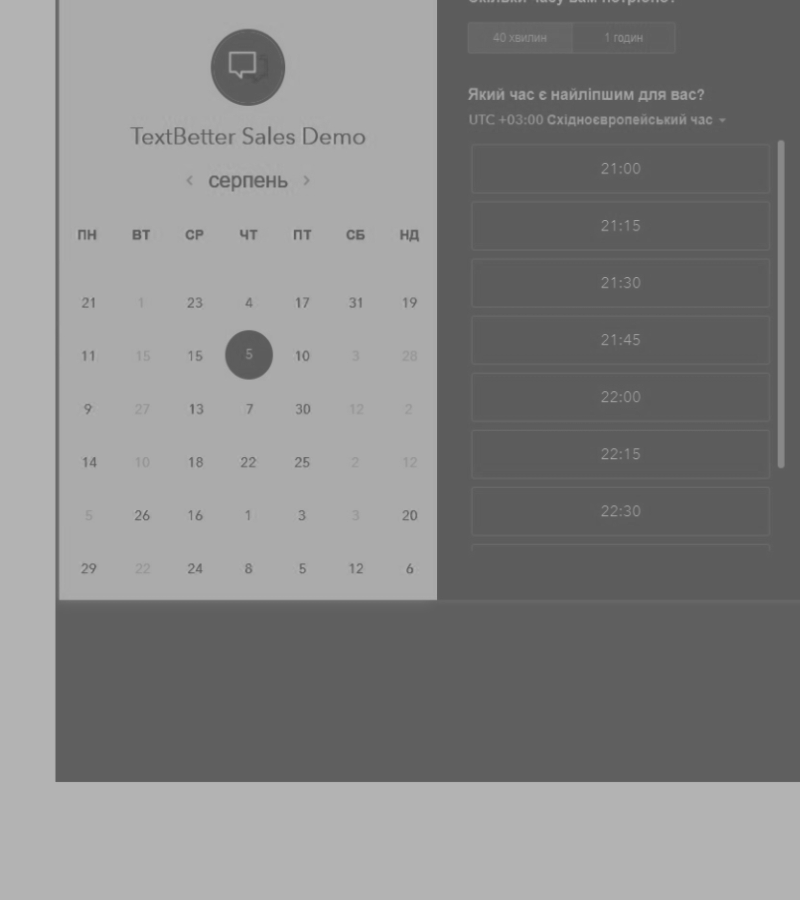 Скільки часу вам потрібно?
40 хвилин 1 годин
TextBetter Sales Demo
серпень
ПН ВТ СР ЧТ ПТ СБ НД
21 1 23 4 17 31 19
11 15 15 5 10 3 28
9 27 13 7 30 12 2
14 10 18 22 25 2 12
5 26 16 1 3 3 20
29 22 24 8 5 12 6
Який час є найліпшим для вас?
UTC +03:00 Східноєвропейський час
21:00
21:15
21:30
21:45
22:00
22:15
22:30